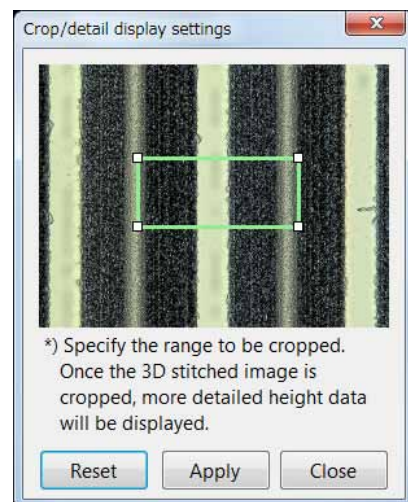 Crop/detail display settings
*) Specify the range to be cropped.
Once the 3D stitched image is
cropped, more detailed height data
will be displayed.
Reset Apply Close